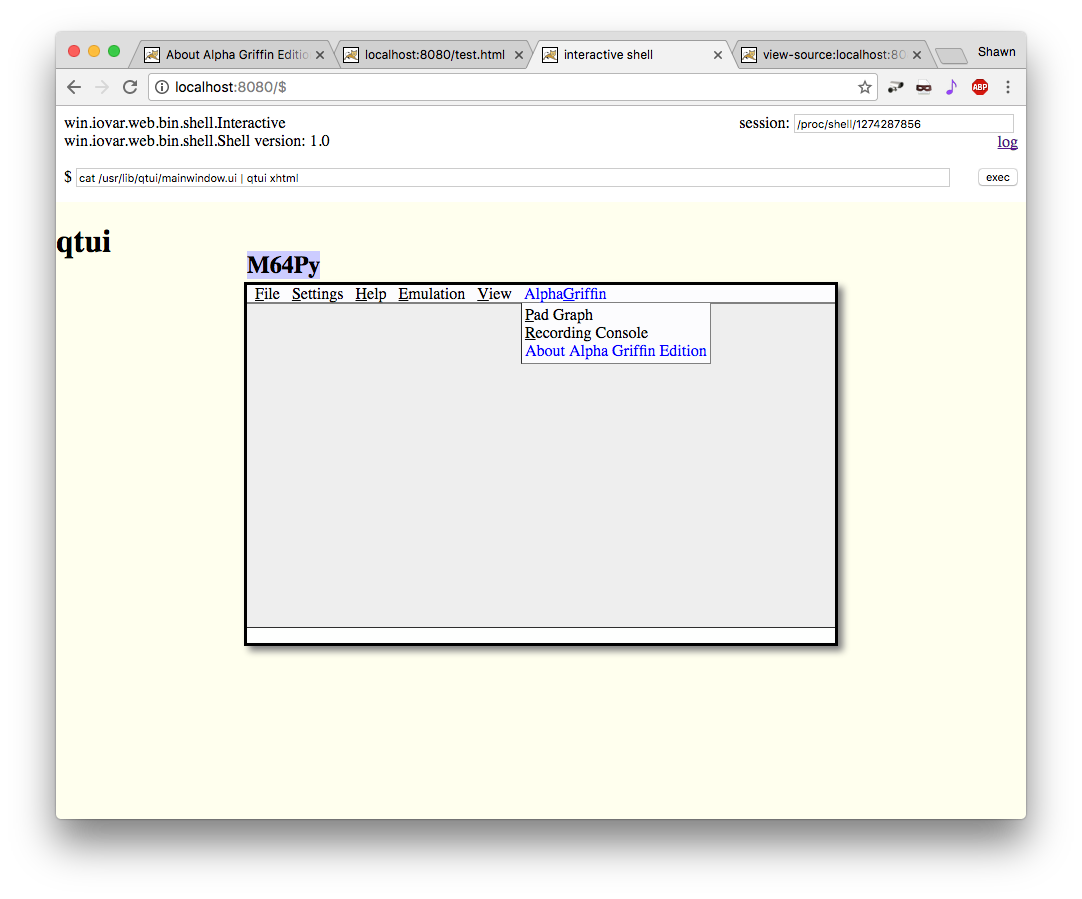 About Alpha Griffin Editio
localhost:8080/test.html
interactive shell
view-source:localhost:80
Shawn
localhost:8080/$
ABP
win.iovar.web.bin.shell.Interactive
session: /proc/shell/1274287856
win.iovar.web.bin.shell.Shell version: 1.0
log
$ cat /usr/lib/qtui/mainwindow.ui | qtui xhtml
exec
qtui
M64Py
File Settings Help Emulation View AlphaGriffin
Pad Graph
Recording Console
About Alpha Griffin Edition